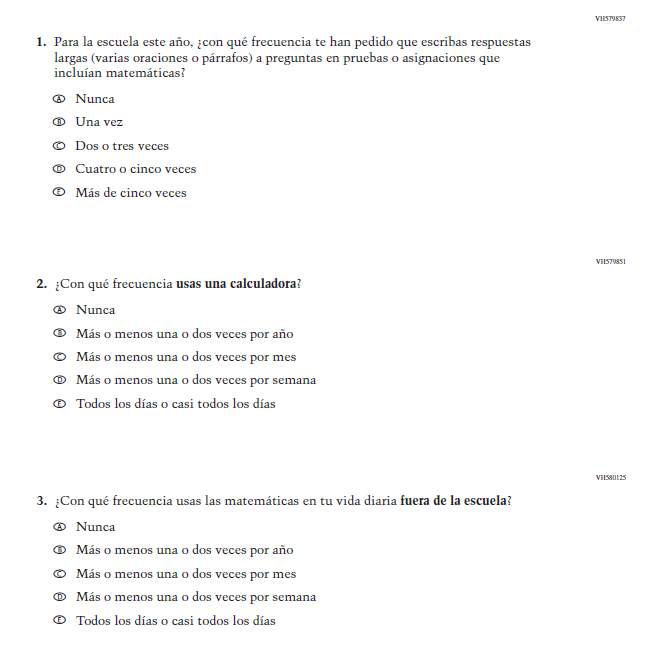 VH579837
1. Para la escuela este año, ¿con qué frecuencia te han pedido que escribas respuestas
largas (varias oraciones o párrafos) a preguntas en pruebas o asignaciones que
incluían matemáticas?
A Nunca
B Una vez
C Dos o tres veces
D Cuatro o cinco veces
E Más de cinco veces
VH579851
2. ¿Con qué frecuencia usas una calculadora?
A Nunca
B Más o menos una o dos veces por año
C Más o menos una o dos veces por mes
D Más o menos una o dos veces por semana
E Todos los días o casi todos los días
VH580125
3. ¿Con qué frecuencia usas las matemáticas en tu vida diaria fuera de la escuela?
A Nunca
B Más o menos una o dos veces por año
C Más o menos una o dos veces por mes
D Más o menos una o dos veces por semana
E Todos los días o casi todos los días